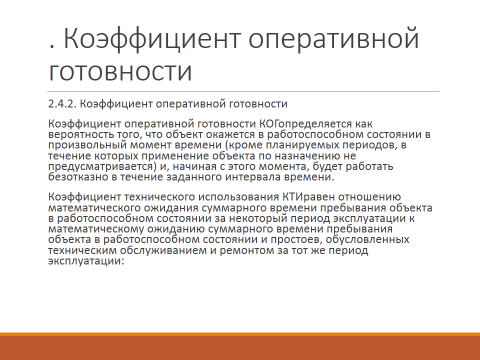 . Коэффициент оперативной
готовности
2.4.2. Коэффициент оперативной готовности
Коэффициент оперативной готовности КОГопределяется как
вероятность того, что объект окажется в работоспособном состоянии в
произвольный момент времени (кроме планируемых периодов, в
течение которых применение объекта по назначению не
предусматривается) и, начиная с этого момента, будет работать
безотказно в течение заданного интервала времени.
Коэффициент технического использования КТИравен отношению
математического ожидания суммарного времени пребывания объекта
в работоспособном состоянии за некоторый период эксплуатации к
математическому ожиданию суммарного времени пребывания
объекта в работоспособном состоянии и простоев, обусловленных
техническим обслуживанием и ремонтом за тот же период
эксплуатации: